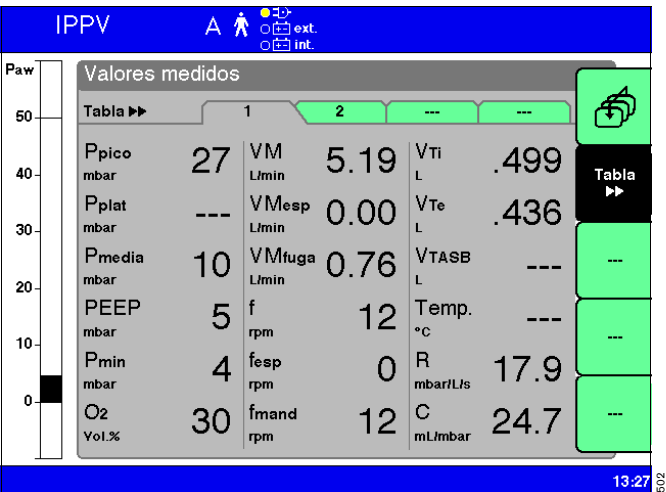 IPPV A ext.
int.
Paw
50
40
30
20
10
0
Valores medidos
Tabla ▶▶ 1 2 --- ---
Ppico mbar 27 VM L/min 5.19 VTi L .499
Pplat mbar --- VMesp L/min 0.00 VTe L .436
Pmedia mbar 10 VMfuga L/min 0.76 VTASB L ---
PEEP mbar 5 f rpm 12 Temp. °C ---
Pmin mbar 4 fesp rpm 0 R mbar/L/s 17.9
O2 Vol.% 30 fmand rpm 12 C mL/mbar 24.7
Tabla
▶▶
---
---
---
13:27
502